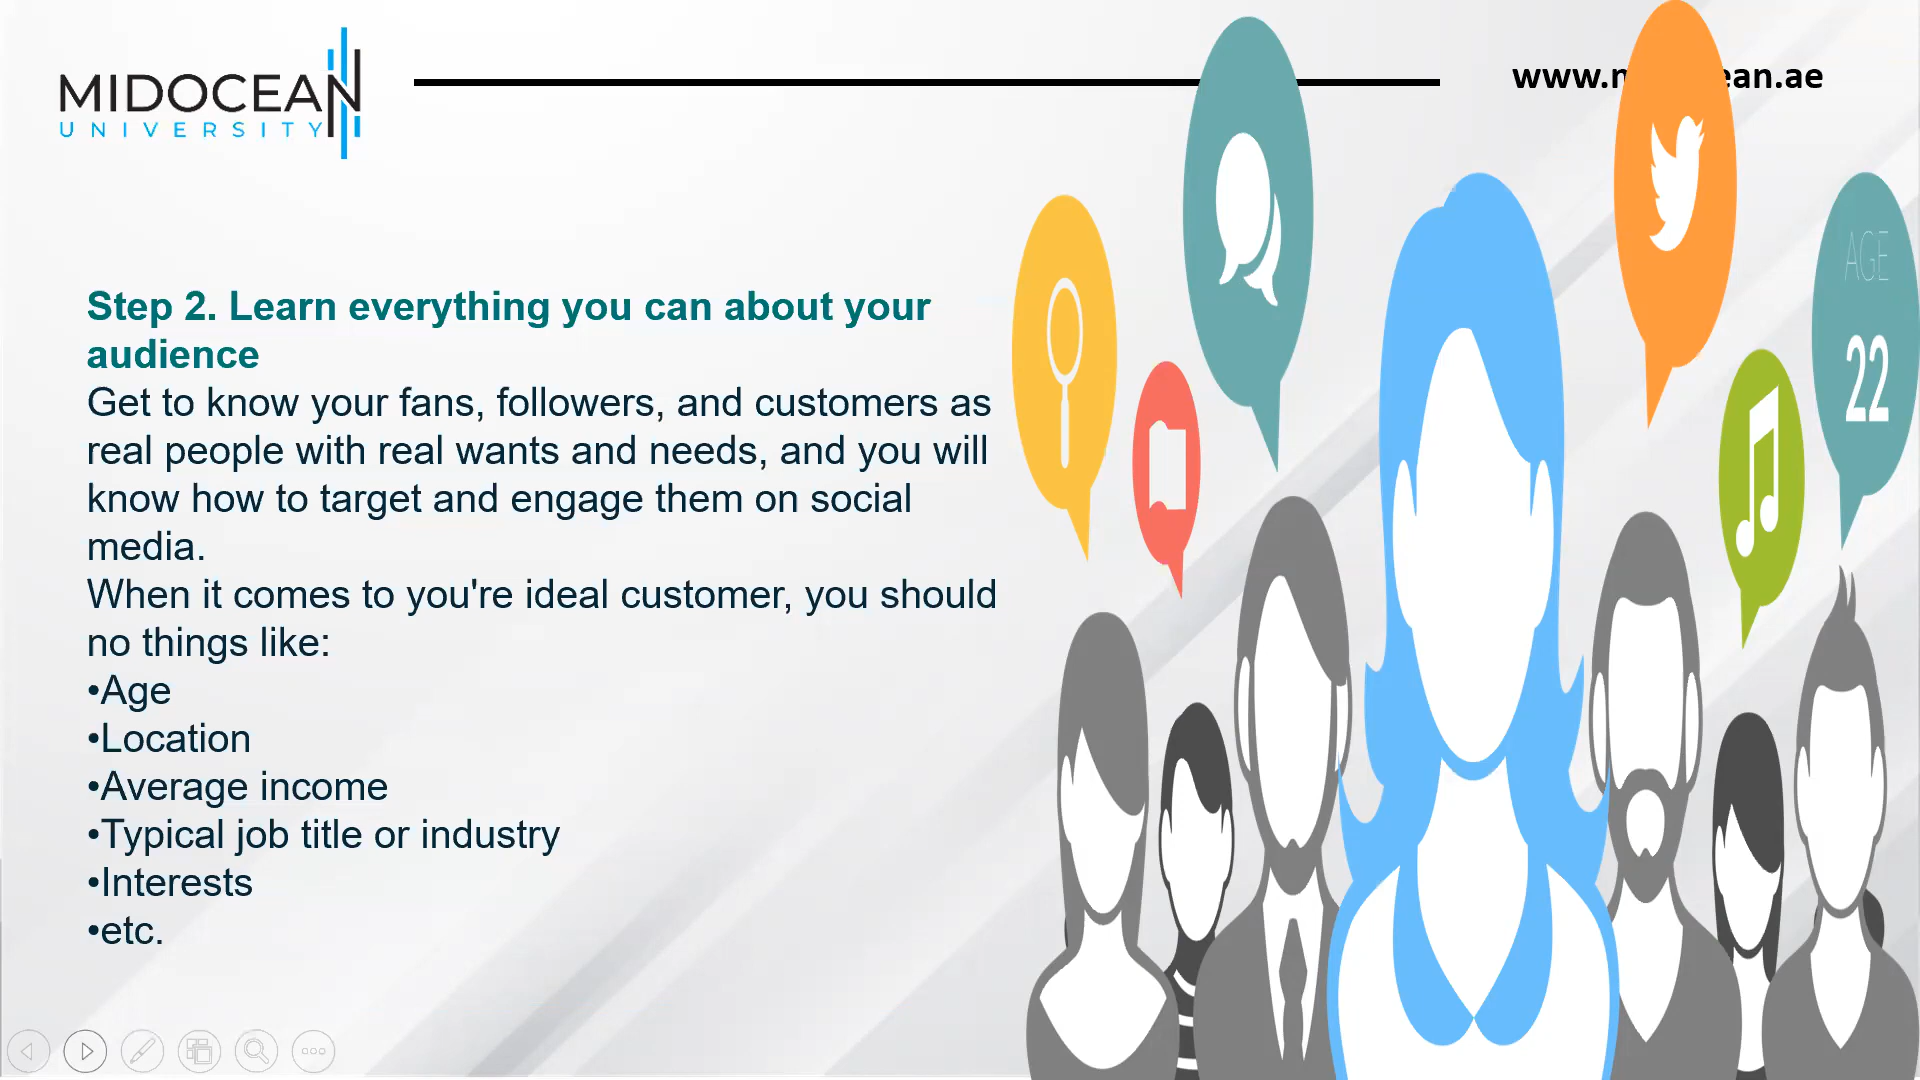 MIDOCEAN
UNIVERSITY
AGE
22
Step 2. Learn everything you can about your
audience
Get to know your fans, followers, and customers as
real people with real wants and needs, and you will
know how to target and engage them on social
media.
When it comes to you're ideal customer, you should
no things like:
•Age
•Location
•Average income
•Typical job title or industry
•Interests
•etc.